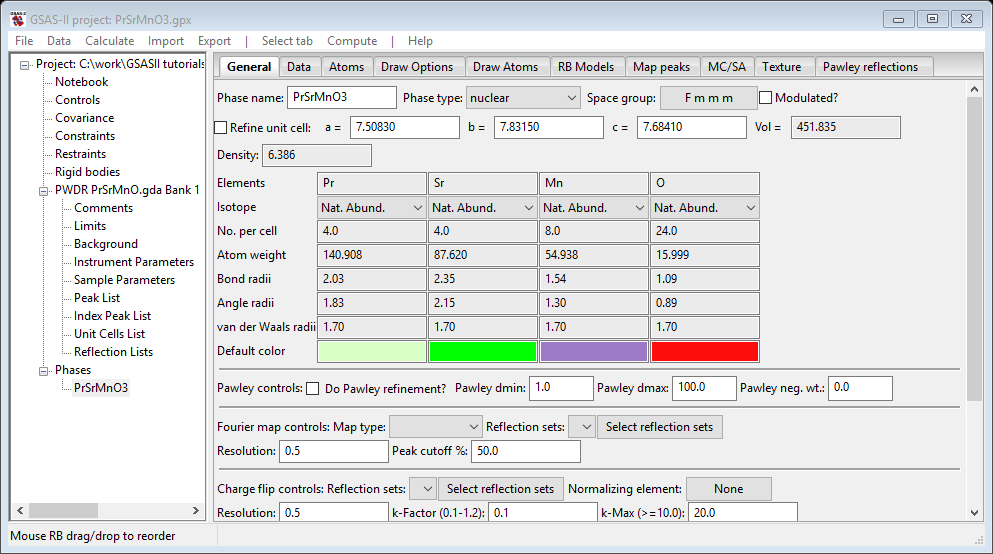 GSAS-II project: PrSrMnO3.gpx
File Data Calculate Import Export | Select tab Compute | Help
Project: C:\work\GSASII tutorials
Notebook
Controls
Covariance
Constraints
Restraints
Rigid bodies
PWDR PrSrMnO.gda Bank 1
Comments
Limits
Background
Instrument Parameters
Sample Parameters
Peak List
Index Peak List
Unit Cells List
Reflection Lists
Phases
PrSrMnO3
General Data Atoms Draw Options Draw Atoms RB Models Map peaks MC/SA Texture Pawley reflections
Phase name: PrSrMnO3 Phase type: nuclear Space group: F m m m Modulated?
Refine unit cell: a = 7.50830 b = 7.83150 c = 7.68410 Vol = 451.835
Density: 6.386
Elements Pr Sr Mn O
Isotope Nat. Abund. Nat. Abund. Nat. Abund. Nat. Abund.
No. per cell 4.0 4.0 8.0 24.0
Atom weight 140.908 87.620 54.938 15.999
Bond radii 2.03 2.35 1.54 1.09
Angle radii 1.83 2.15 1.30 0.89
van der Waals radii 1.70 1.70 1.70 1.70
Default color
Pawley controls: Do Pawley refinement? Pawley dmin: 1.0 Pawley dmax: 100.0 Pawley neg. wt.: 0.0
Fourier map controls: Map type: Reflection sets: Select reflection sets
Resolution: 0.5 Peak cutoff %: 50.0
Charge flip controls: Reflection sets: Select reflection sets Normalizing element: None
Resolution: 0.5 k-Factor (0.1-1.2): 0.1 k-Max (>=10.0): 20.0
Mouse RB drag/drop to reorder